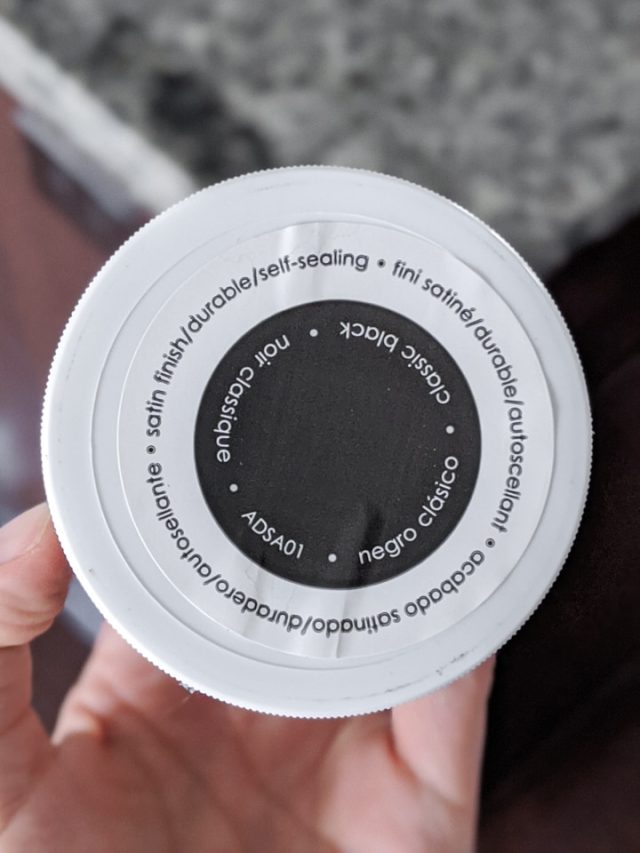 satin finish/durable/self-sealing • fini satiné/durable/autoscellant • acabado satinado/duradero/autosellante •
classic black • negro clásico • ADSA01 • noir classique •